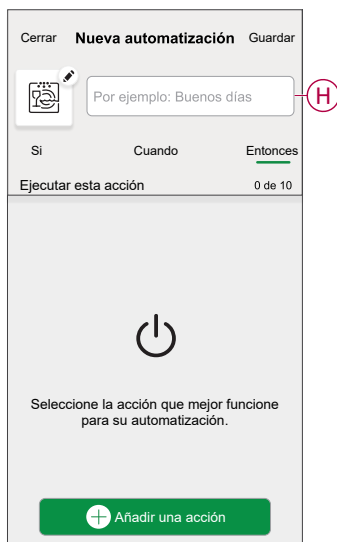 Cerrar Nueva automatización Guardar
Por ejemplo: Buenos días
H
Si Cuando Entonces
Ejecutar esta acción 0 de 10
Seleccione la acción que mejor funcione
para su automatización.
Añadir una acción